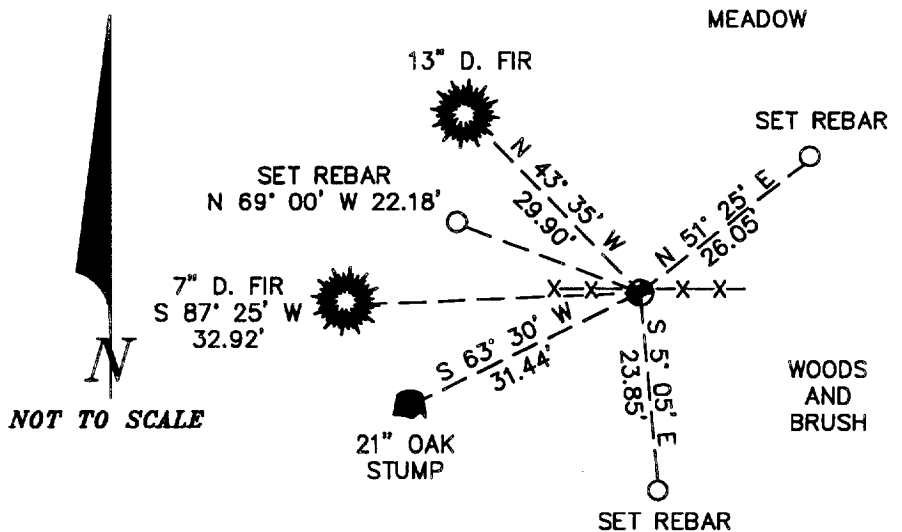 MEADOW
13" D. FIR
SET REBAR
SET REBAR
N 69° 00' W 22.18'
N 43° 35' W
29.90'
N 51° 25' E
26.05'
7" D. FIR
S 87° 25' W
32.92'
X X X X
S 63° 30' W
31.44'
S 5° 05' E
23.85'
WOODS
AND
BRUSH
N
NOT TO SCALE
21" OAK
STUMP
SET REBAR